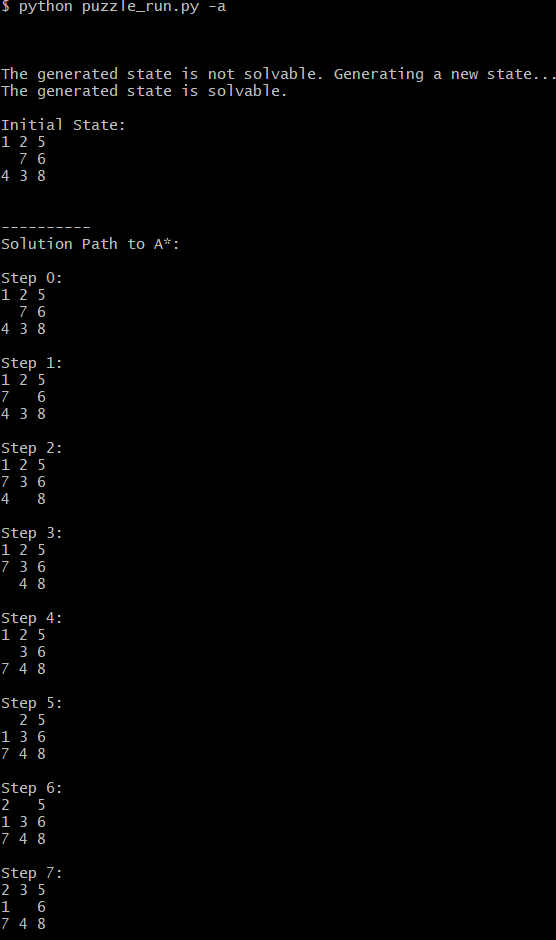 $ python puzzle_run.py -a
The generated state is not solvable. Generating a new state...
The generated state is solvable.
Initial State:
1 2 5
  7 6
4 3 8
----------
Solution Path to A*:
Step 0:
1 2 5
  7 6
4 3 8
Step 1:
1 2 5
7   6
4 3 8
Step 2:
1 2 5
7 3 6
4   8
Step 3:
1 2 5
7 3 6
  4 8
Step 4:
1 2 5
  3 6
7 4 8
Step 5:
  2 5
1 3 6
7 4 8
Step 6:
2   5
1 3 6
7 4 8
Step 7:
2 3 5
1   6
7 4 8